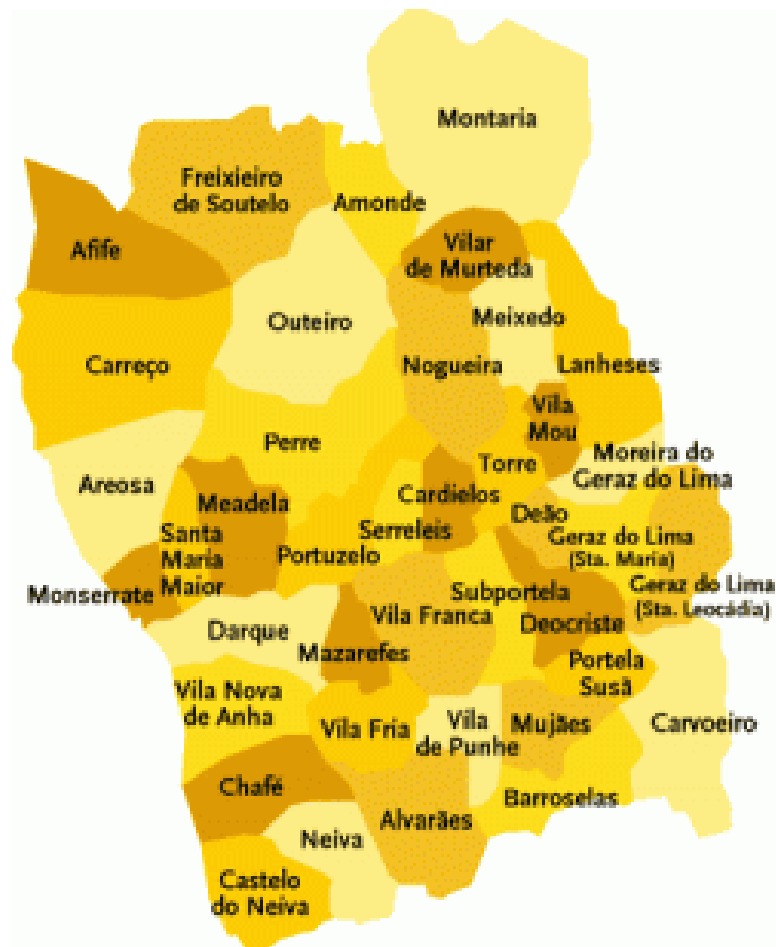 Montaria
Freixieiro
de Soutelo
Amonde
Afife
Vilar
de Murteda
Outeiro
Meixedo
Carreço
Nogueira
Lanheses
Vila
Mou
Perre
Moreira do
Geraz do Lima
Areosa
Meadela
Torre
Cardielos
Deão
Santa
Maria
Maior
Serreleis
Portuzelo
Geraz do Lima
(Sta. Maria)
Monserrate
Subportela
Geraz do Lima
(Sta. Leocádia)
Vila Franca
Deocriste
Darque
Mazarefes
Portela
Susã
Vila Nova
de Anha
Vila Fria
Vila
de Punhe
Mujães
Carvoeiro
Chafé
Barroselas
Alvarães
Neiva
Castelo
do Neiva